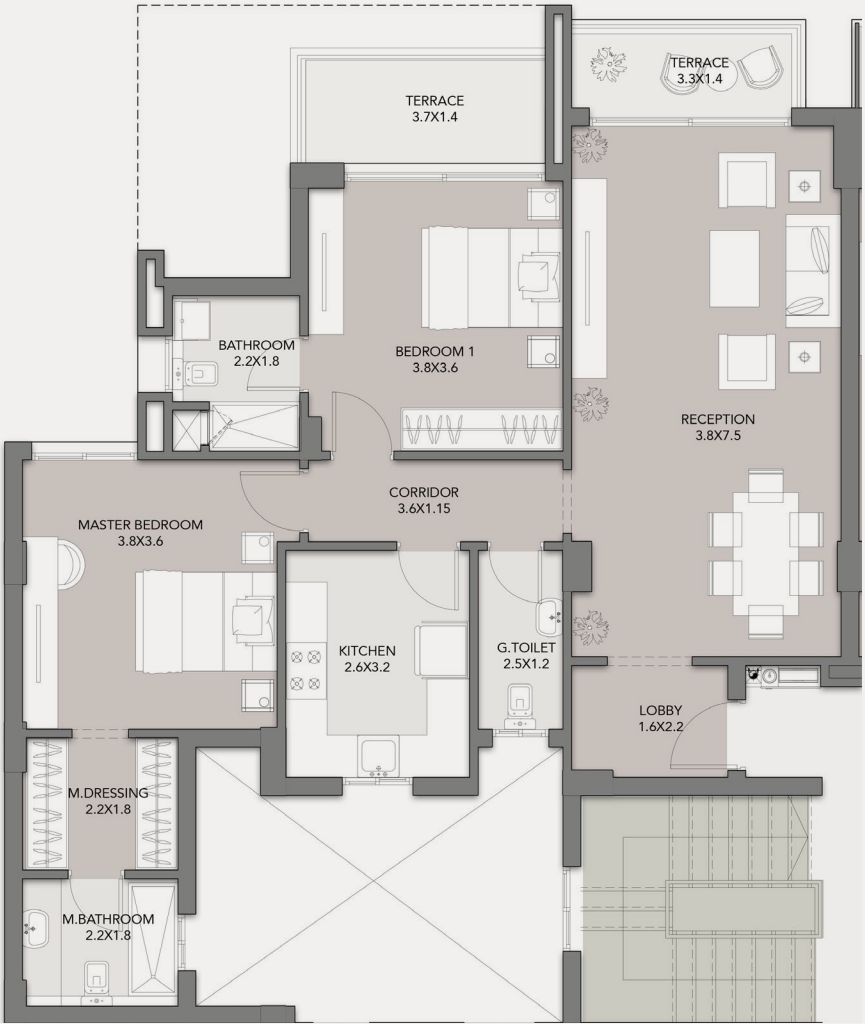 TERRACE
3.3X1.4
TERRACE
3.7X1.4
BATHROOM
2.2X1.8
BEDROOM 1
3.8X3.6
RECEPTION
3.8X7.5
CORRIDOR
3.6X1.15
MASTER BEDROOM
3.8X3.6
KITCHEN
2.6X3.2
G.TOILET
2.5X1.2
LOBBY
1.6X2.2
M.DRESSING
2.2X1.8
M.BATHROOM
2.2X1.8